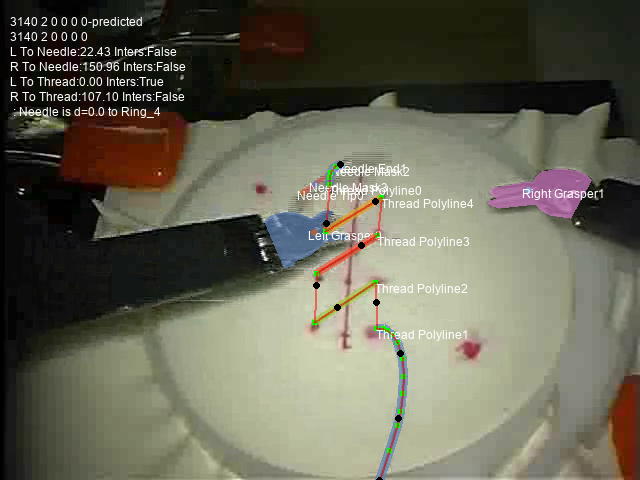 3140 2 0 0 0 0-predicted
3140 2 0 0 0 0
L To Needle:22.43 Inters:False
R To Needle:150.96 Inters:False
L To Thread:0.00 Inters:True
R To Thread:107.10 Inters:False
: Needle is d=0.0 to Ring_4
Needle End1
Needle Mask2
Needle Mask3
Thread Polyline0
Needle Tip0
Thread Polyline4
Right Grasper1
Left Grasper
Thread Polyline3
Thread Polyline2
Thread Polyline1